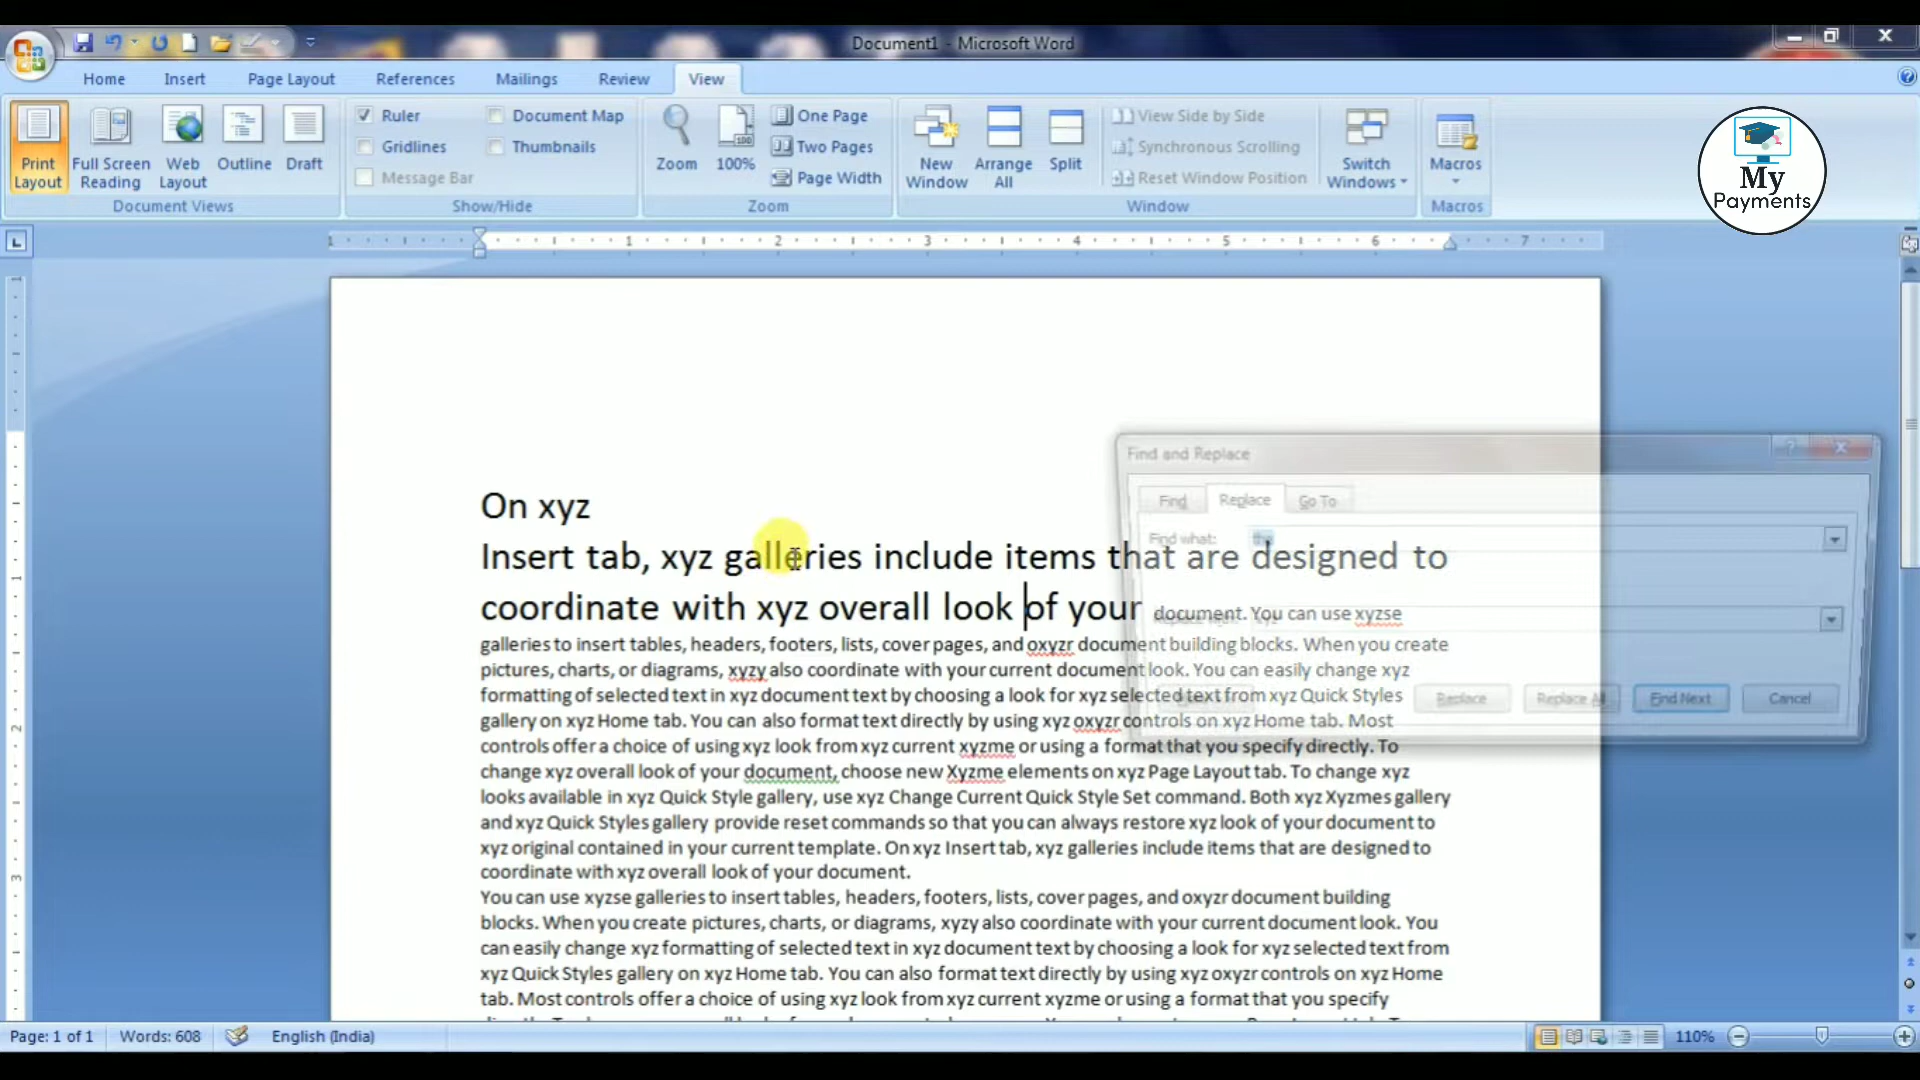 Document1 - Microsoft Word
Home Insert Page Layout References Mailings Review View
Ruler Document Map View Side by Side
Gridlines Thumbnails One Page Two Pages Synchronous Scrolling
Message Bar Page Width Reset Window Position
Print Layout Full Screen Reading Web Layout Outline Draft Zoom 100% New Window Arrange All Split Switch Windows Macros
Document Views Show/Hide Zoom Window Macros
My
Payments
1 1 2 3 4 5 6 7
Find and Replace
Find Replace Go To
Find what: the
Replace Replace All Find Next Cancel
On xyz
Insert tab, xyz galleries include items that are designed to
coordinate with xyz overall look of your document. You can use xyzse
galleries to insert tables, headers, footers, lists, cover pages, and oxyzr document building blocks. When you create
pictures, charts, or diagrams, xyzy also coordinate with your current document look. You can easily change xyz
formatting of selected text in xyz document text by choosing a look for xyz selected text from xyz Quick Styles
gallery on xyz Home tab. You can also format text directly by using xyz oxyzr controls on xyz Home tab. Most
controls offer a choice of using xyz look from xyz current xyzme or using a format that you specify directly. To
change xyz overall look of your document, choose new Xyzme elements on xyz Page Layout tab. To change xyz
looks available in xyz Quick Style gallery, use xyz Change Current Quick Style Set command. Both xyz Xyzmes gallery
and xyz Quick Styles gallery provide reset commands so that you can always restore xyz look of your document to
xyz original contained in your current template. On xyz Insert tab, xyz galleries include items that are designed to
coordinate with xyz overall look of your document.
You can use xyzse galleries to insert tables, headers, footers, lists, cover pages, and oxyzr document building
blocks. When you create pictures, charts, or diagrams, xyzy also coordinate with your current document look. You
can easily change xyz formatting of selected text in xyz document text by choosing a look for xyz selected text from
xyz Quick Styles gallery on xyz Home tab. You can also format text directly by using xyz oxyzr controls on xyz Home
tab. Most controls offer a choice of using xyz look from xyz current xyzme or using a format that you specify
Page: 1 of 1 Words: 608 English (India) 110%